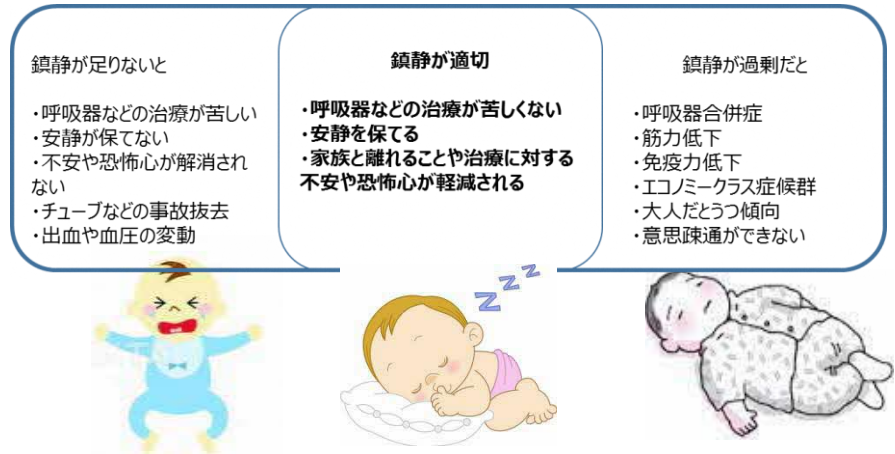 鎮静が足りないと
・呼吸器などの治療が苦しい
・安静が保てない
・不安や恐怖心が解消され
ない
・チューブなどの事故抜去
・出血や血圧の変動
鎮静が適切
・呼吸器などの治療が苦しくない
・安静を保てる
・家族と離れることや治療に対する
不安や恐怖心が軽減される
鎮静が過剰だと
・呼吸器合併症
・筋力低下
・免疫力低下
・エコノミークラス症候群
・大人だとうつ傾向
・意思疎通ができない
z z z